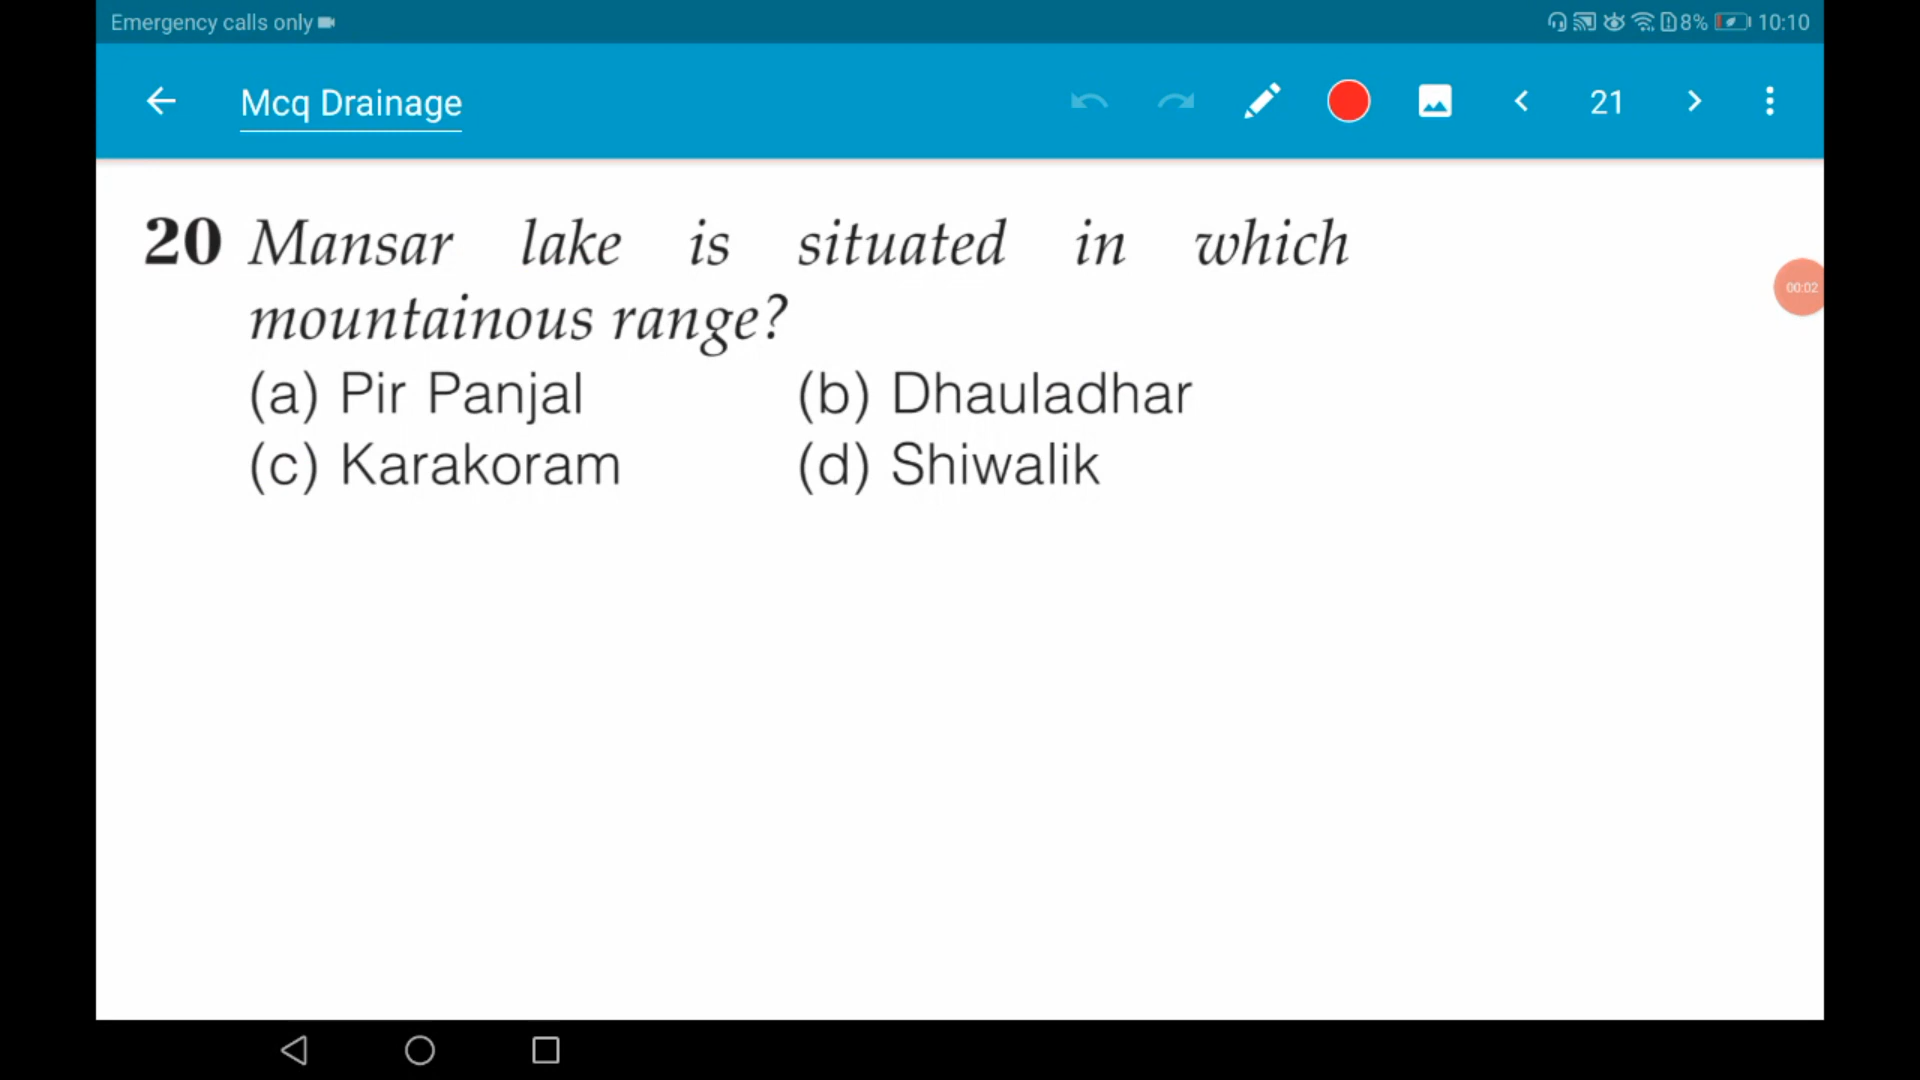 Emergency calls only
8% 10:10
Mcq Drainage
21
20 Mansar lake is situated in which
mountainous range?
00:02
(a) Pir Panjal (b) Dhauladhar
(c) Karakoram (d) Shiwalik